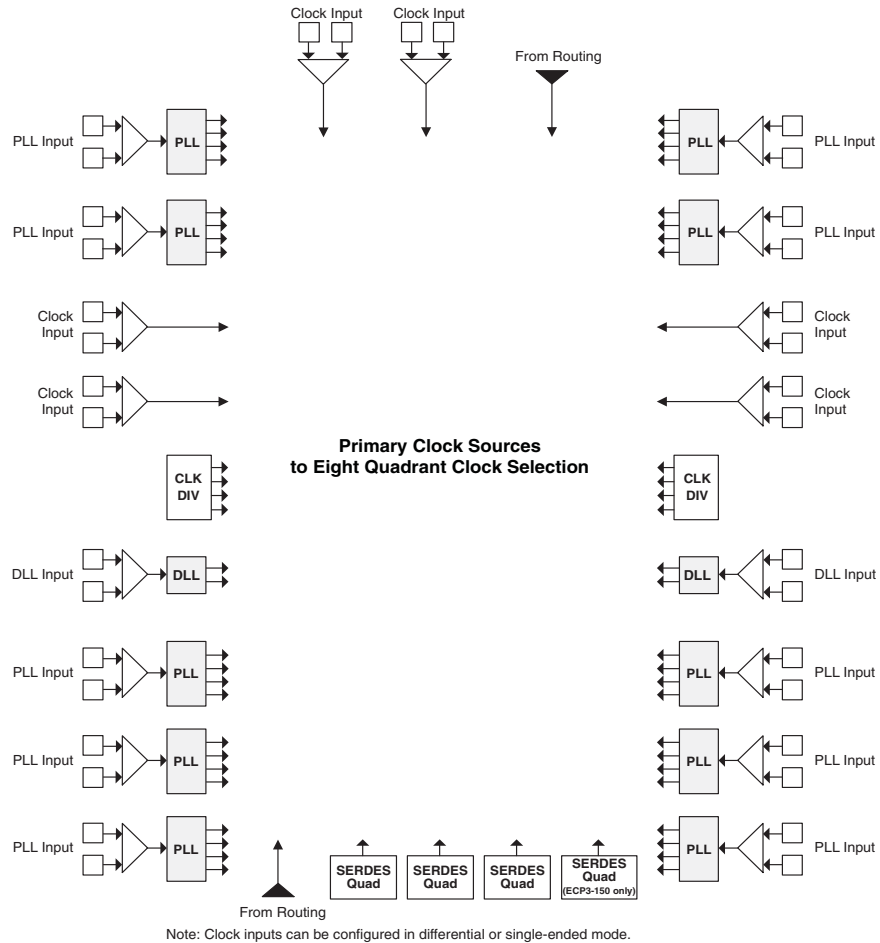 Clock Input Clock Input
From Routing
PLL Input PLL PLL PLL Input
PLL Input PLL PLL PLL Input
Clock Input Clock Input
Clock Input Clock Input
Primary Clock Sources
to Eight Quadrant Clock Selection
CLK DIV CLK DIV
DLL Input DLL DLL DLL Input
PLL Input PLL PLL PLL Input
PLL Input PLL PLL PLL Input
PLL Input PLL PLL PLL Input
SERDES Quad SERDES Quad SERDES Quad SERDES Quad (ECP3-150 only)
From Routing
Note: Clock inputs can be configured in differential or single-ended mode.